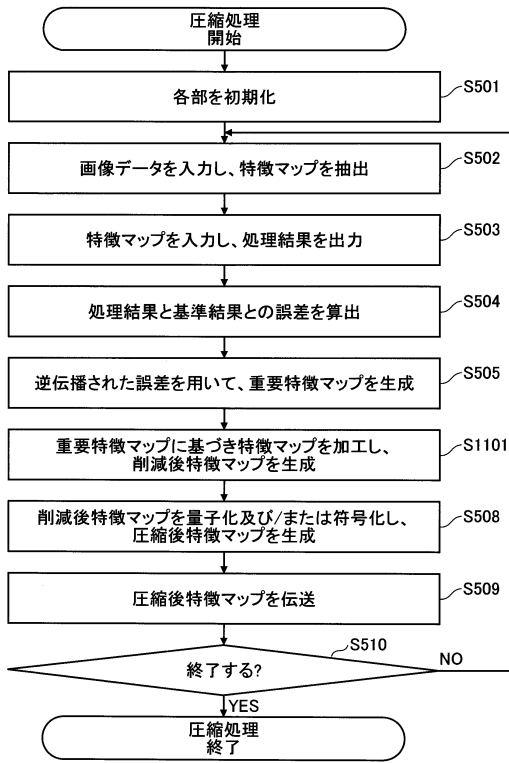 圧縮処理
開始
各部を初期化
S501
画像データを入力し、特徴マップを抽出
S502
特徴マップを入力し、処理結果を出力
S503
処理結果と基準結果との誤差を算出
S504
逆伝播された誤差を用いて、重要特徴マップを生成
S505
重要特徴マップに基づき特徴マップを加工し、
削減後特徴マップを生成
S1101
削減後特徴マップを量子化及び/または符号化し、
圧縮後特徴マップを生成
S508
圧縮後特徴マップを伝送
S509
終了する?
S510
NO
YES
圧縮処理
終了